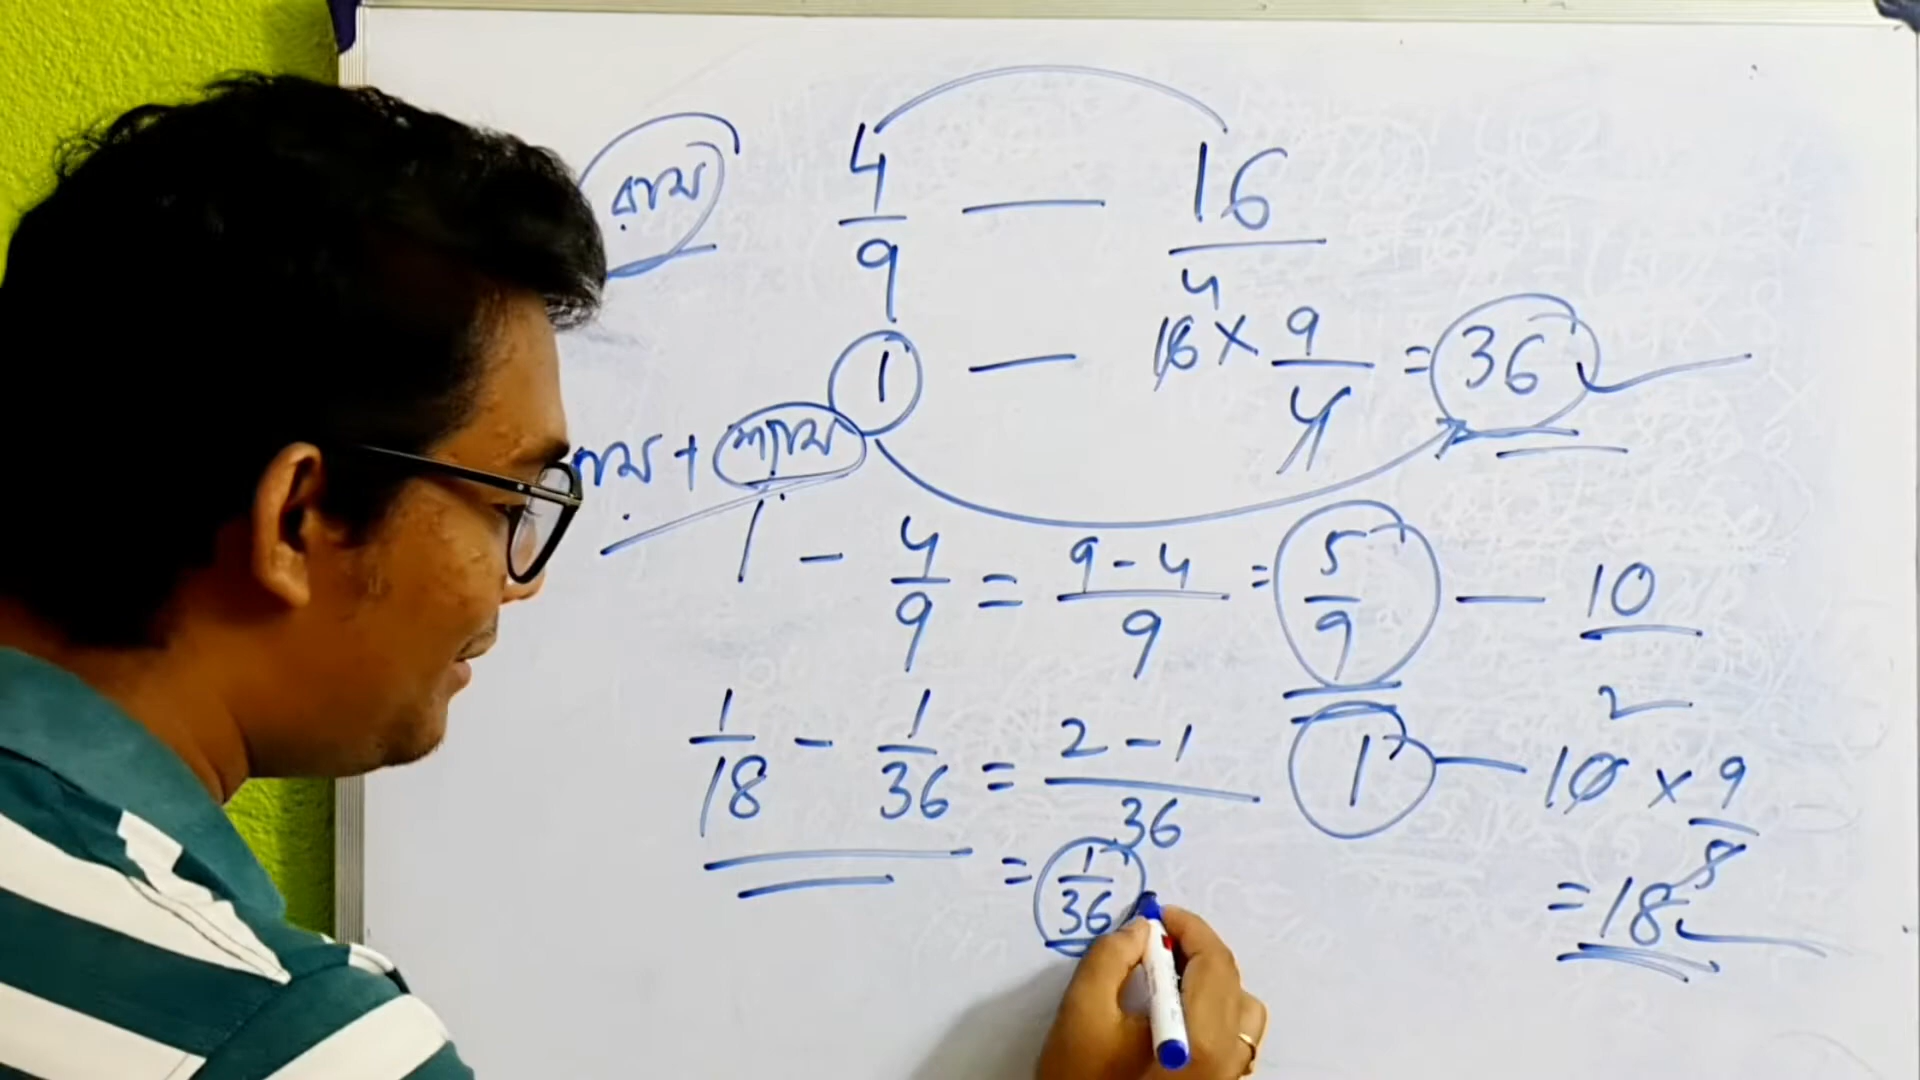 রাম 4/9 — 16
1 — 16 × 9/4 = 36
4
রাম + শ্যাম
1 - 4/9 = (9-4)/9 = 5/9 — 10
2
1 — 10 × 9/5
1/18 - 1/36 = (2-1)/36
= 1/36
= 18